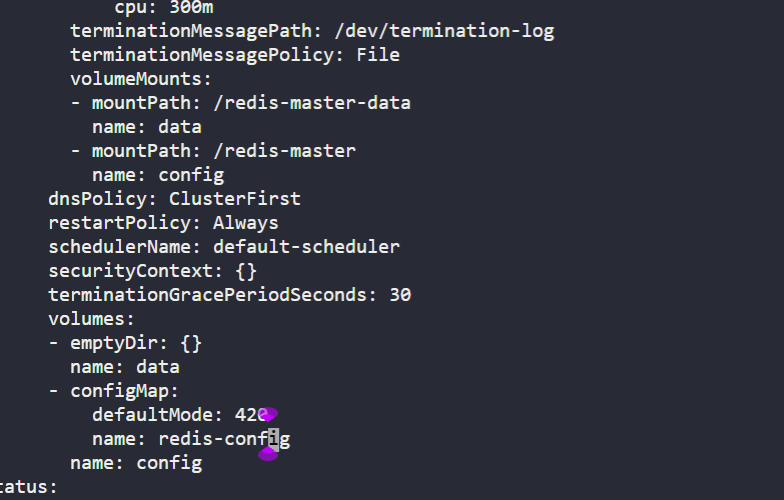 cpu: 300m
terminationMessagePath: /dev/termination-log
terminationMessagePolicy: File
volumeMounts:
- mountPath: /redis-master-data
name: data
- mountPath: /redis-master
name: config
dnsPolicy: ClusterFirst
restartPolicy: Always
schedulerName: default-scheduler
securityContext: {}
terminationGracePeriodSeconds: 30
volumes:
- emptyDir: {}
name: data
- configMap:
defaultMode: 420
name: redis-config
name: config
tatus: